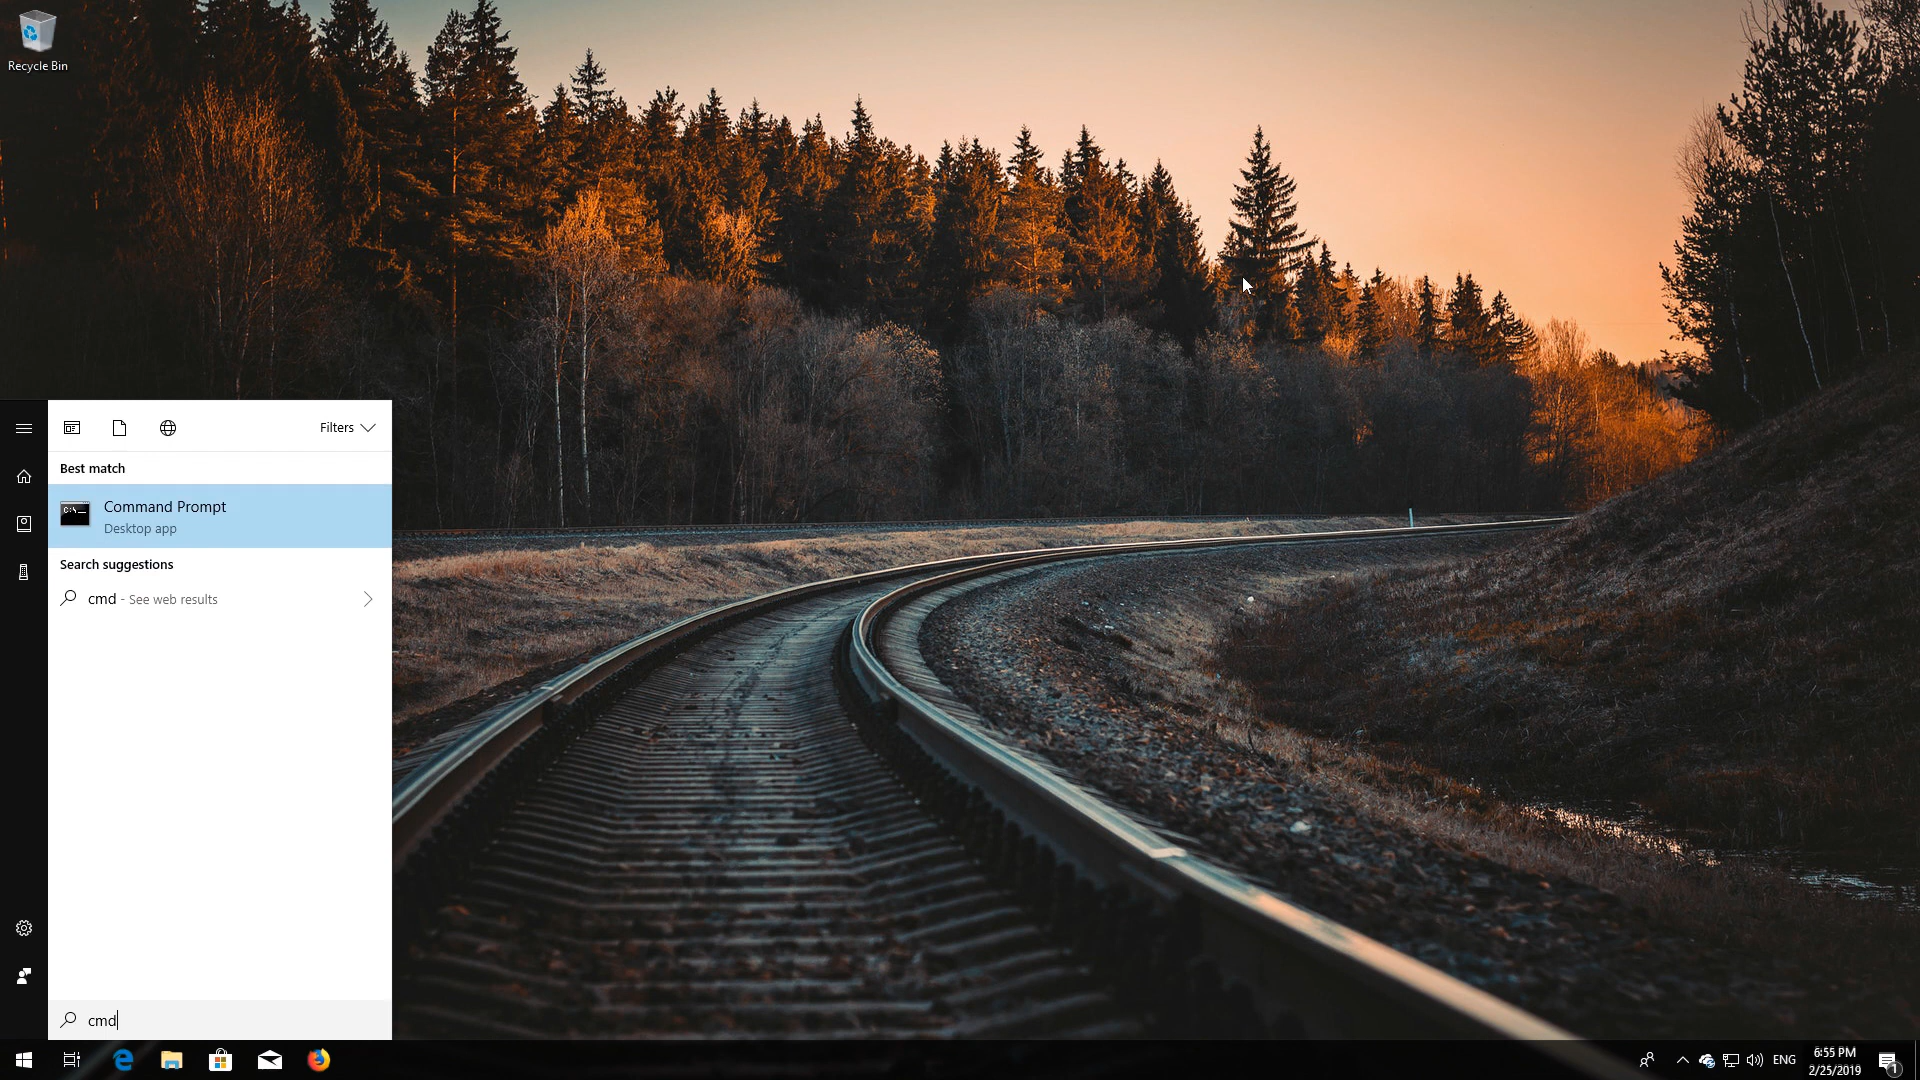 Recycle Bin
Filters
Best match
C:\_
Command Prompt
Desktop app
Search suggestions
cmd - See web results
cmd
ENG
6:55 PM
2/25/2019
1